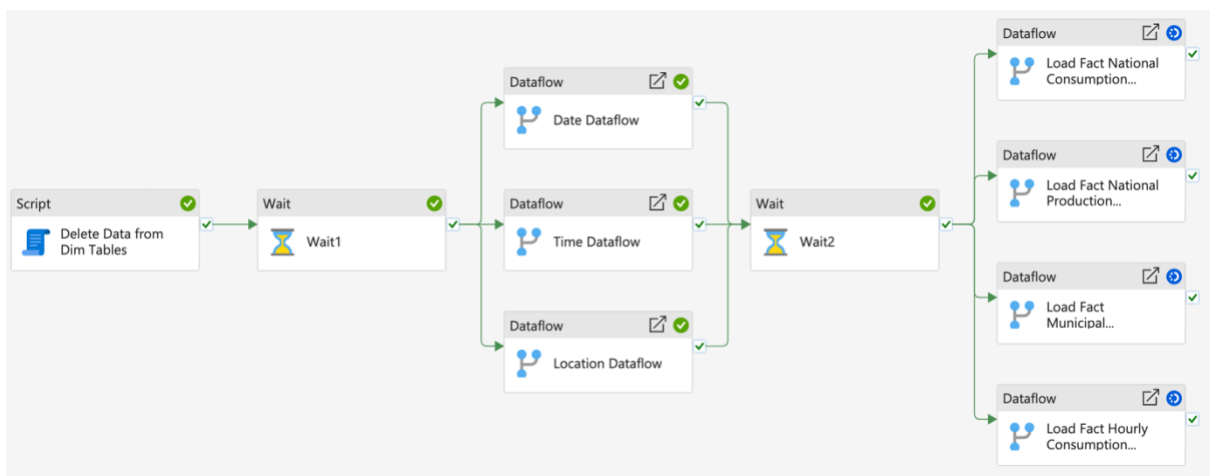 Script
Delete Data from
Dim Tables
Wait
Wait1
Dataflow
Date Dataflow
Dataflow
Time Dataflow
Dataflow
Location Dataflow
Wait
Wait2
Dataflow
Load Fact National
Consumption...
Dataflow
Load Fact National
Production...
Dataflow
Load Fact
Municipal...
Dataflow
Load Fact Hourly
Consumption...